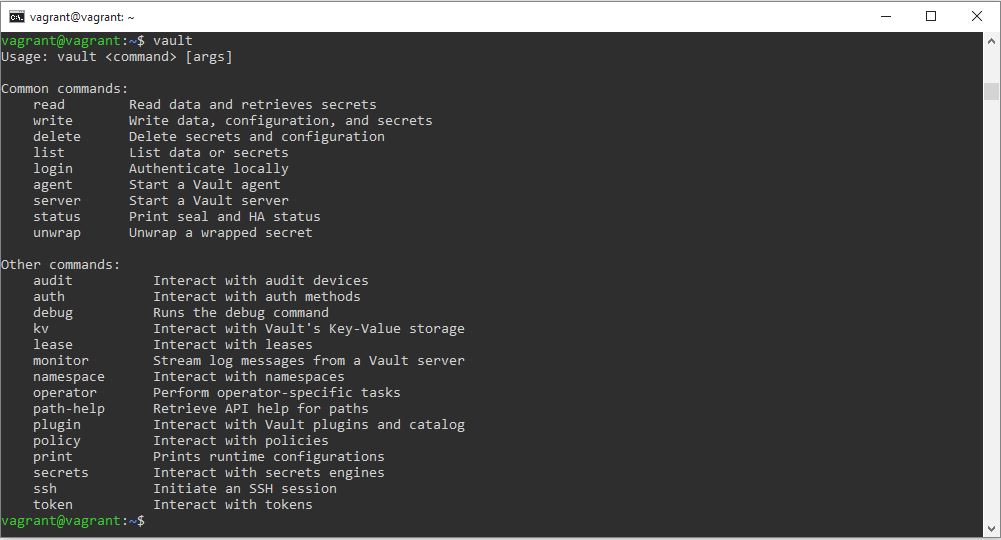 vagrant@vagrant: ~
vagrant@vagrant:~$ vault
Usage: vault <command> [args]

Common commands:
    read        Read data and retrieves secrets
    write       Write data, configuration, and secrets
    delete      Delete secrets and configuration
    list        List data or secrets
    login       Authenticate locally
    agent       Start a Vault agent
    server      Start a Vault server
    status      Print seal and HA status
    unwrap      Unwrap a wrapped secret

Other commands:
    audit          Interact with audit devices
    auth           Interact with auth methods
    debug          Runs the debug command
    kv             Interact with Vault's Key-Value storage
    lease          Interact with leases
    monitor        Stream log messages from a Vault server
    namespace      Interact with namespaces
    operator       Perform operator-specific tasks
    path-help      Retrieve API help for paths
    plugin         Interact with Vault plugins and catalog
    policy         Interact with policies
    print          Prints runtime configurations
    secrets        Interact with secrets engines
    ssh            Initiate an SSH session
    token          Interact with tokens
vagrant@vagrant:~$